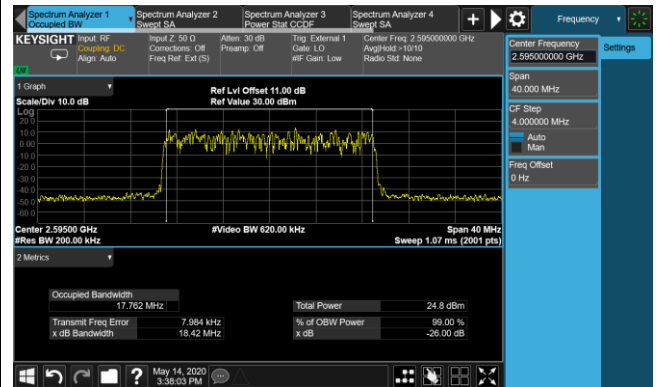 Spectrum Analyzer 1
Occupied BW
Spectrum Analyzer 2
Swept SA
Spectrum Analyzer 3
Power Stat CCDF
Spectrum Analyzer 4
Swept SA
Frequency
KEYSIGHT
Input: RF
Coupling: DC
Align: Auto
Input Z: 50 Ω
Corrections: Off
Freq Ref: Ext (S)
Atten: 30 dB
Preamp: Off
Trig: External 1
Gate: LO
#IF Gain: Low
Center Freq: 2.595000000 GHz
Avg|Hold:>10/10
Radio Std: None
LXI
1 Graph
Scale/Div 10.0 dB
Ref Lvl Offset 11.00 dB
Ref Value 30.00 dBm
Log
20.0
10.0
0.00
-10.0
-20.0
-30.0
-40.0
-50.0
-60.0
Center 2.59500 GHz
#Res BW 200.00 kHz
#Video BW 620.00 kHz
Span 40 MHz
Sweep 1.07 ms (2001 pts)
2 Metrics
Occupied Bandwidth
17.762 MHz
Total Power 24.8 dBm
Transmit Freq Error 7.984 kHz
% of OBW Power 99.00 %
x dB Bandwidth 18.42 MHz
x dB -26.00 dB
Center Frequency
2.595000000 GHz
Settings
Span
40.000 MHz
CF Step
4.000000 MHz
Auto
Man
Freq Offset
0 Hz
?
May 14, 2020
3:38:03 PM